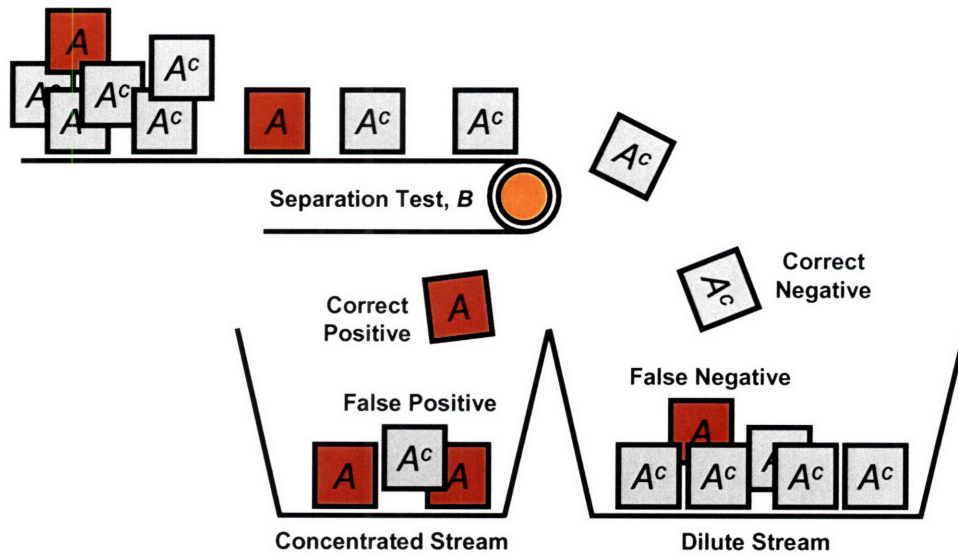 A
A^c A^c A^c
A A^c
A A^c A^c
A^c
Separation Test, B
Correct
Positive
A
A^c
Correct
Negative
False Positive
A A^c A
False Negative
A
A^c A^c A A^c A^c
Concentrated Stream
Dilute Stream